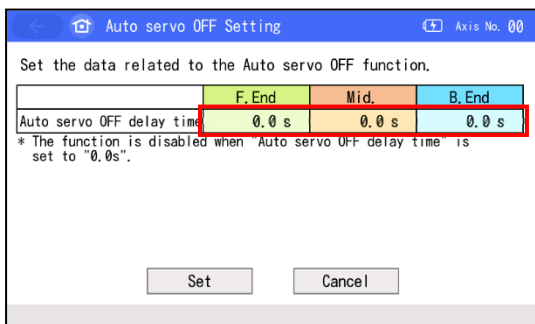 Auto servo OFF Setting Axis No. 00
Set the data related to the Auto servo OFF function.
F.End Mid. B.End
Auto servo OFF delay time 0.0 s 0.0 s 0.0 s
* The function is disabled when "Auto servo OFF delay time" is
set to "0.0s".
Set Cancel